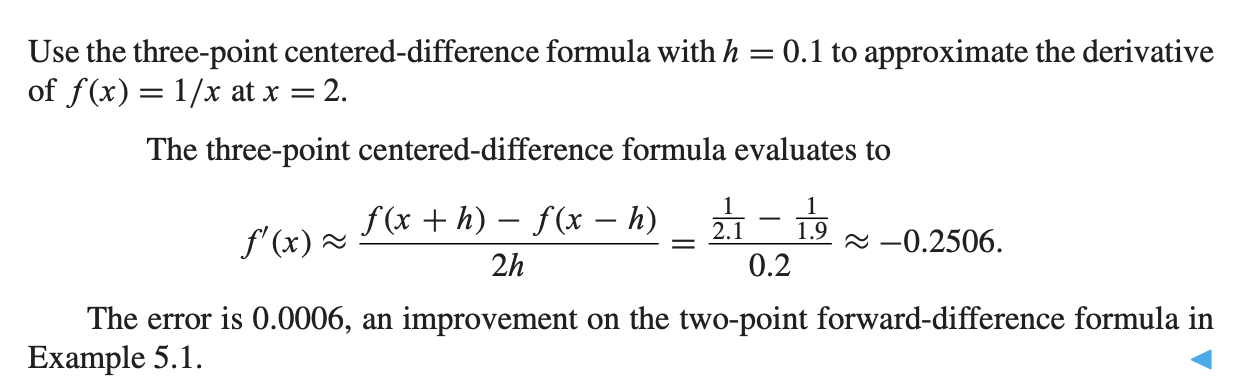 Use the three-point centered-difference formula with h = 0.1 to approximate the derivative
of f(x) = 1/x at x = 2.
The three-point centered-difference formula evaluates to
f′(x) ≈ \frac{f(x + h) − f(x − h)}{2h} = \frac{\frac{1}{2.1} − \frac{1}{1.9}}{0.2} ≈ −0.2506.
The error is 0.0006, an improvement on the two-point forward-difference formula in
Example 5.1.